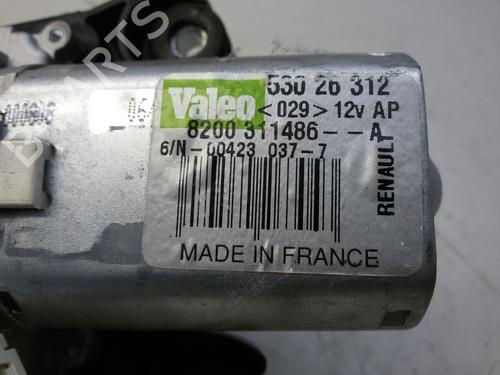 Valeo 530 26 312
<029> 12v AP
8200 311486--A
6/N-00423 037-7
RENAULT
MADE IN FRANCE